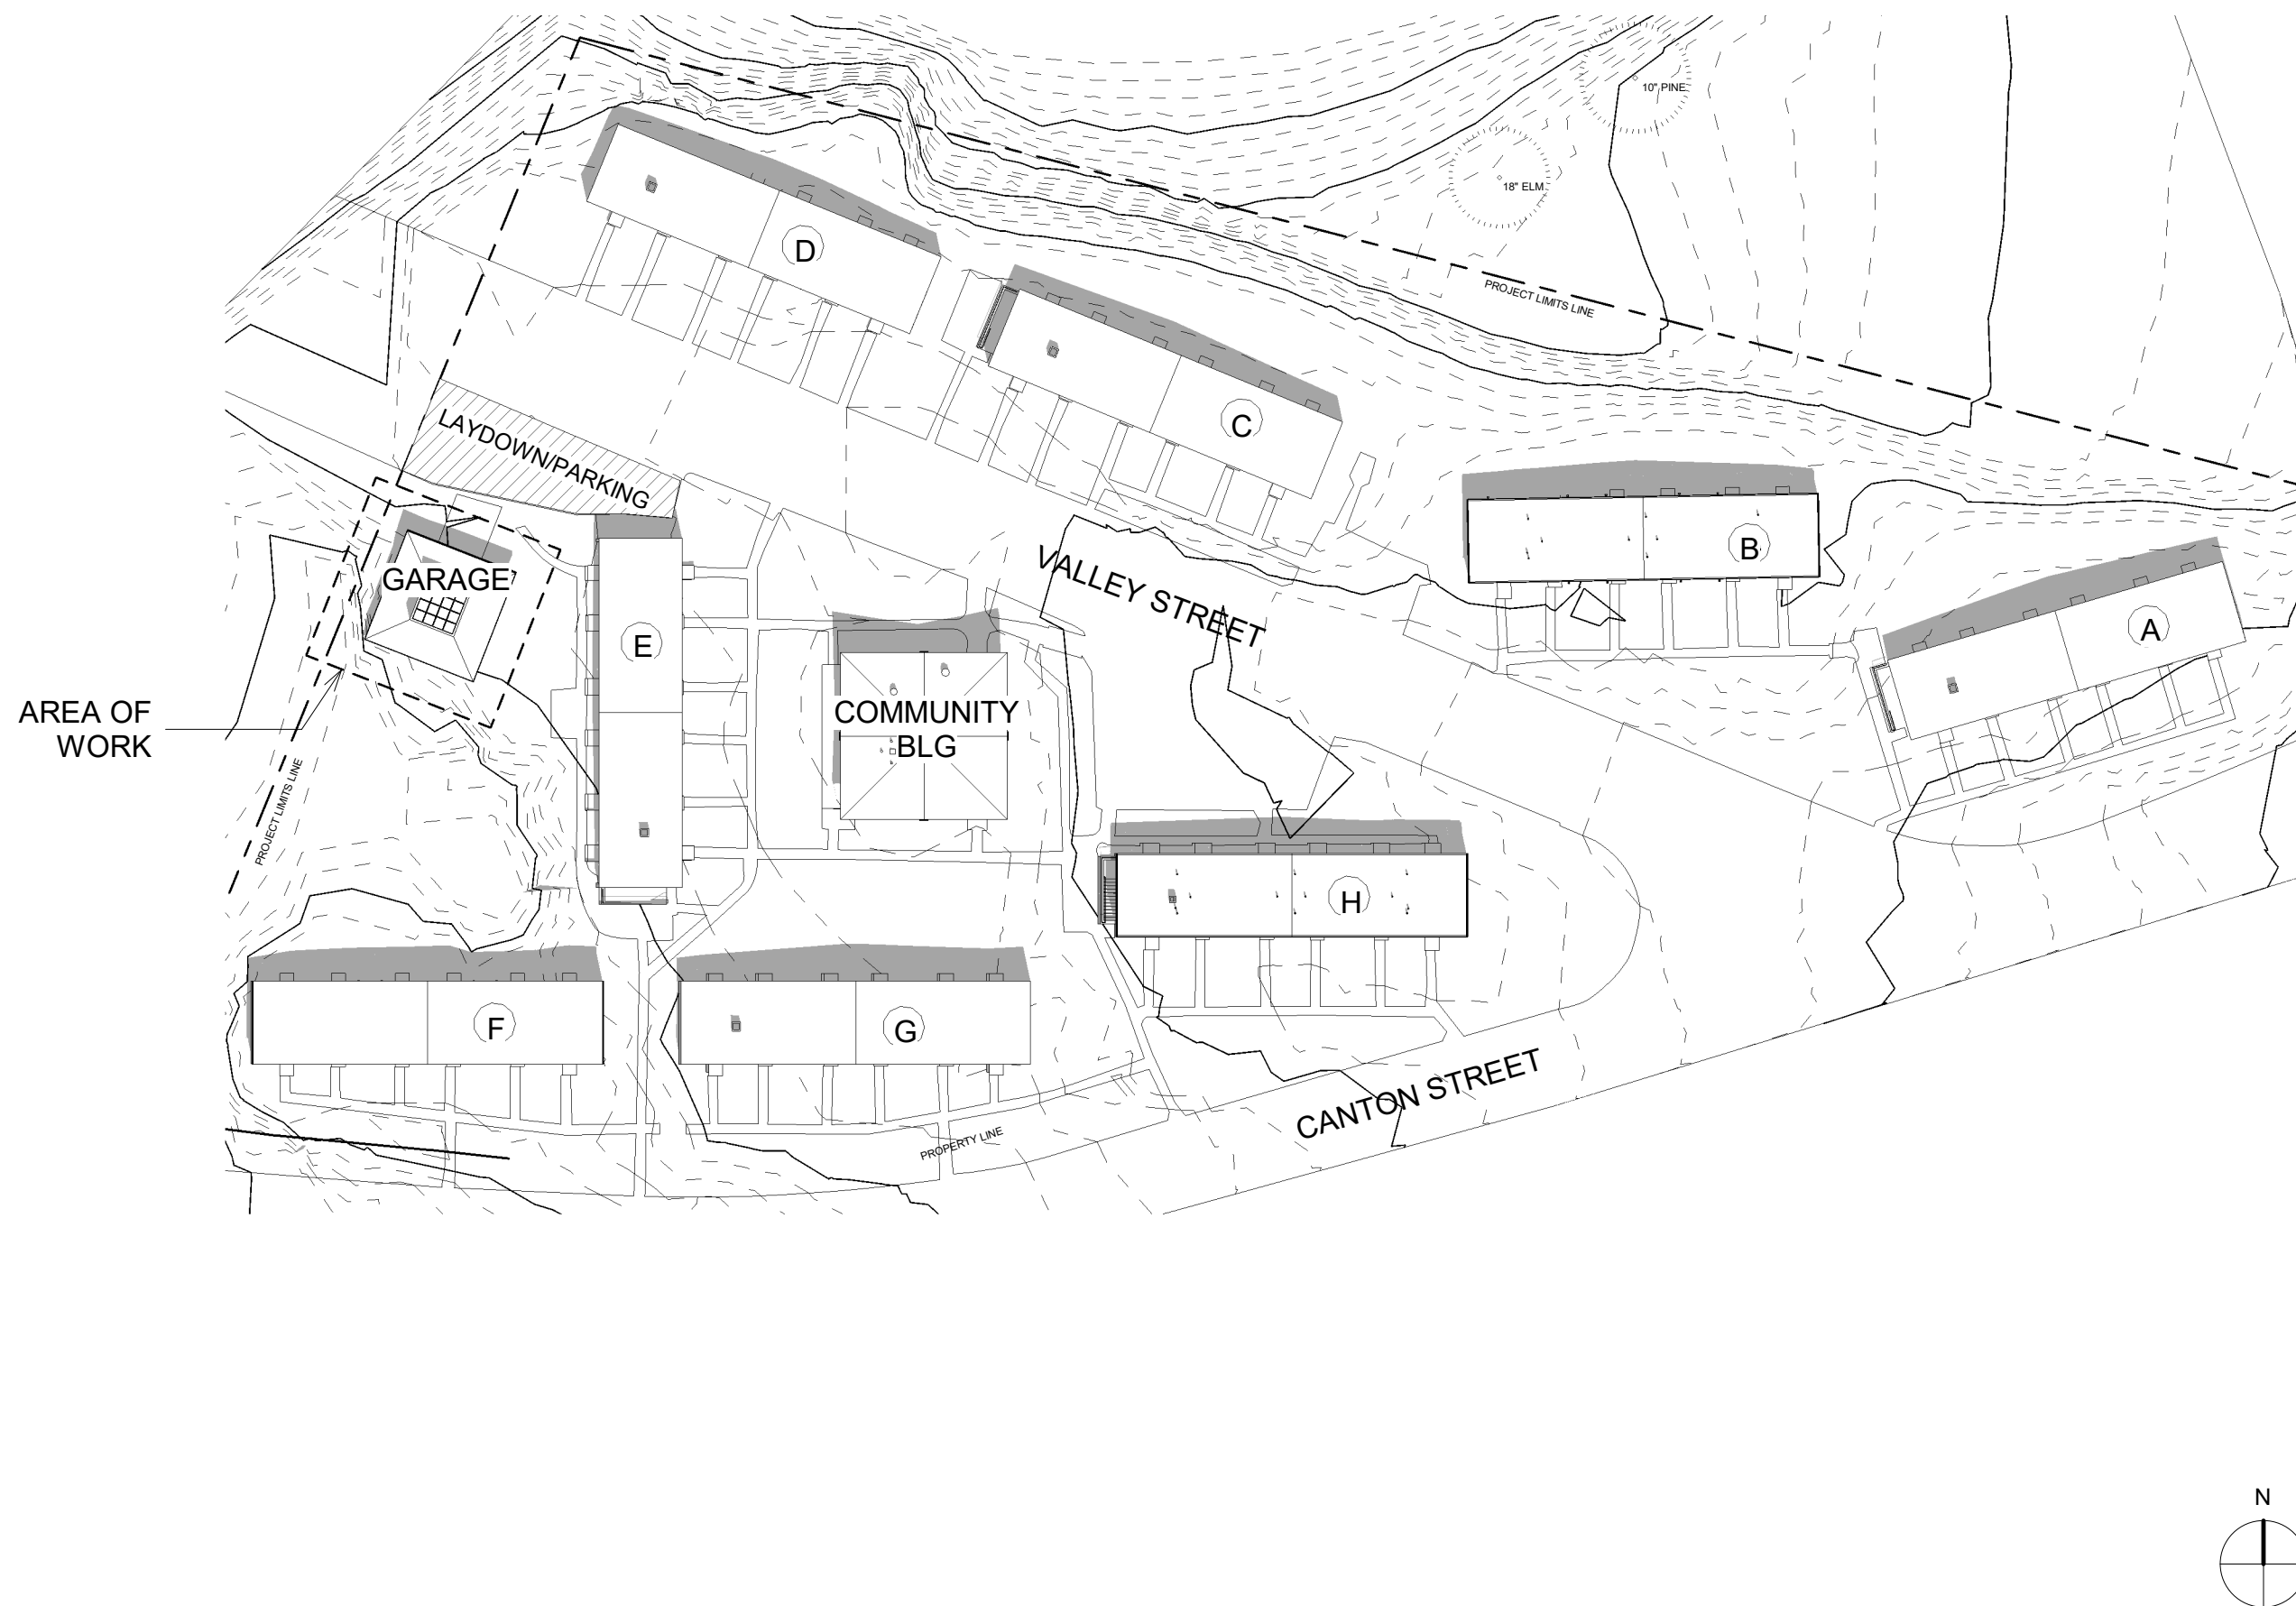 10" PINE
18" ELM
D
PROJECT LIMITS LINE
C
LAYDOWN/PARKING
B
VALLEY STREET
GARAGE
A
E
AREA OF
WORK
COMMUNITY
BLG
PROJECT LIMITS LINE
H
F
G
CANTON STREET
PROPERTY LINE
N